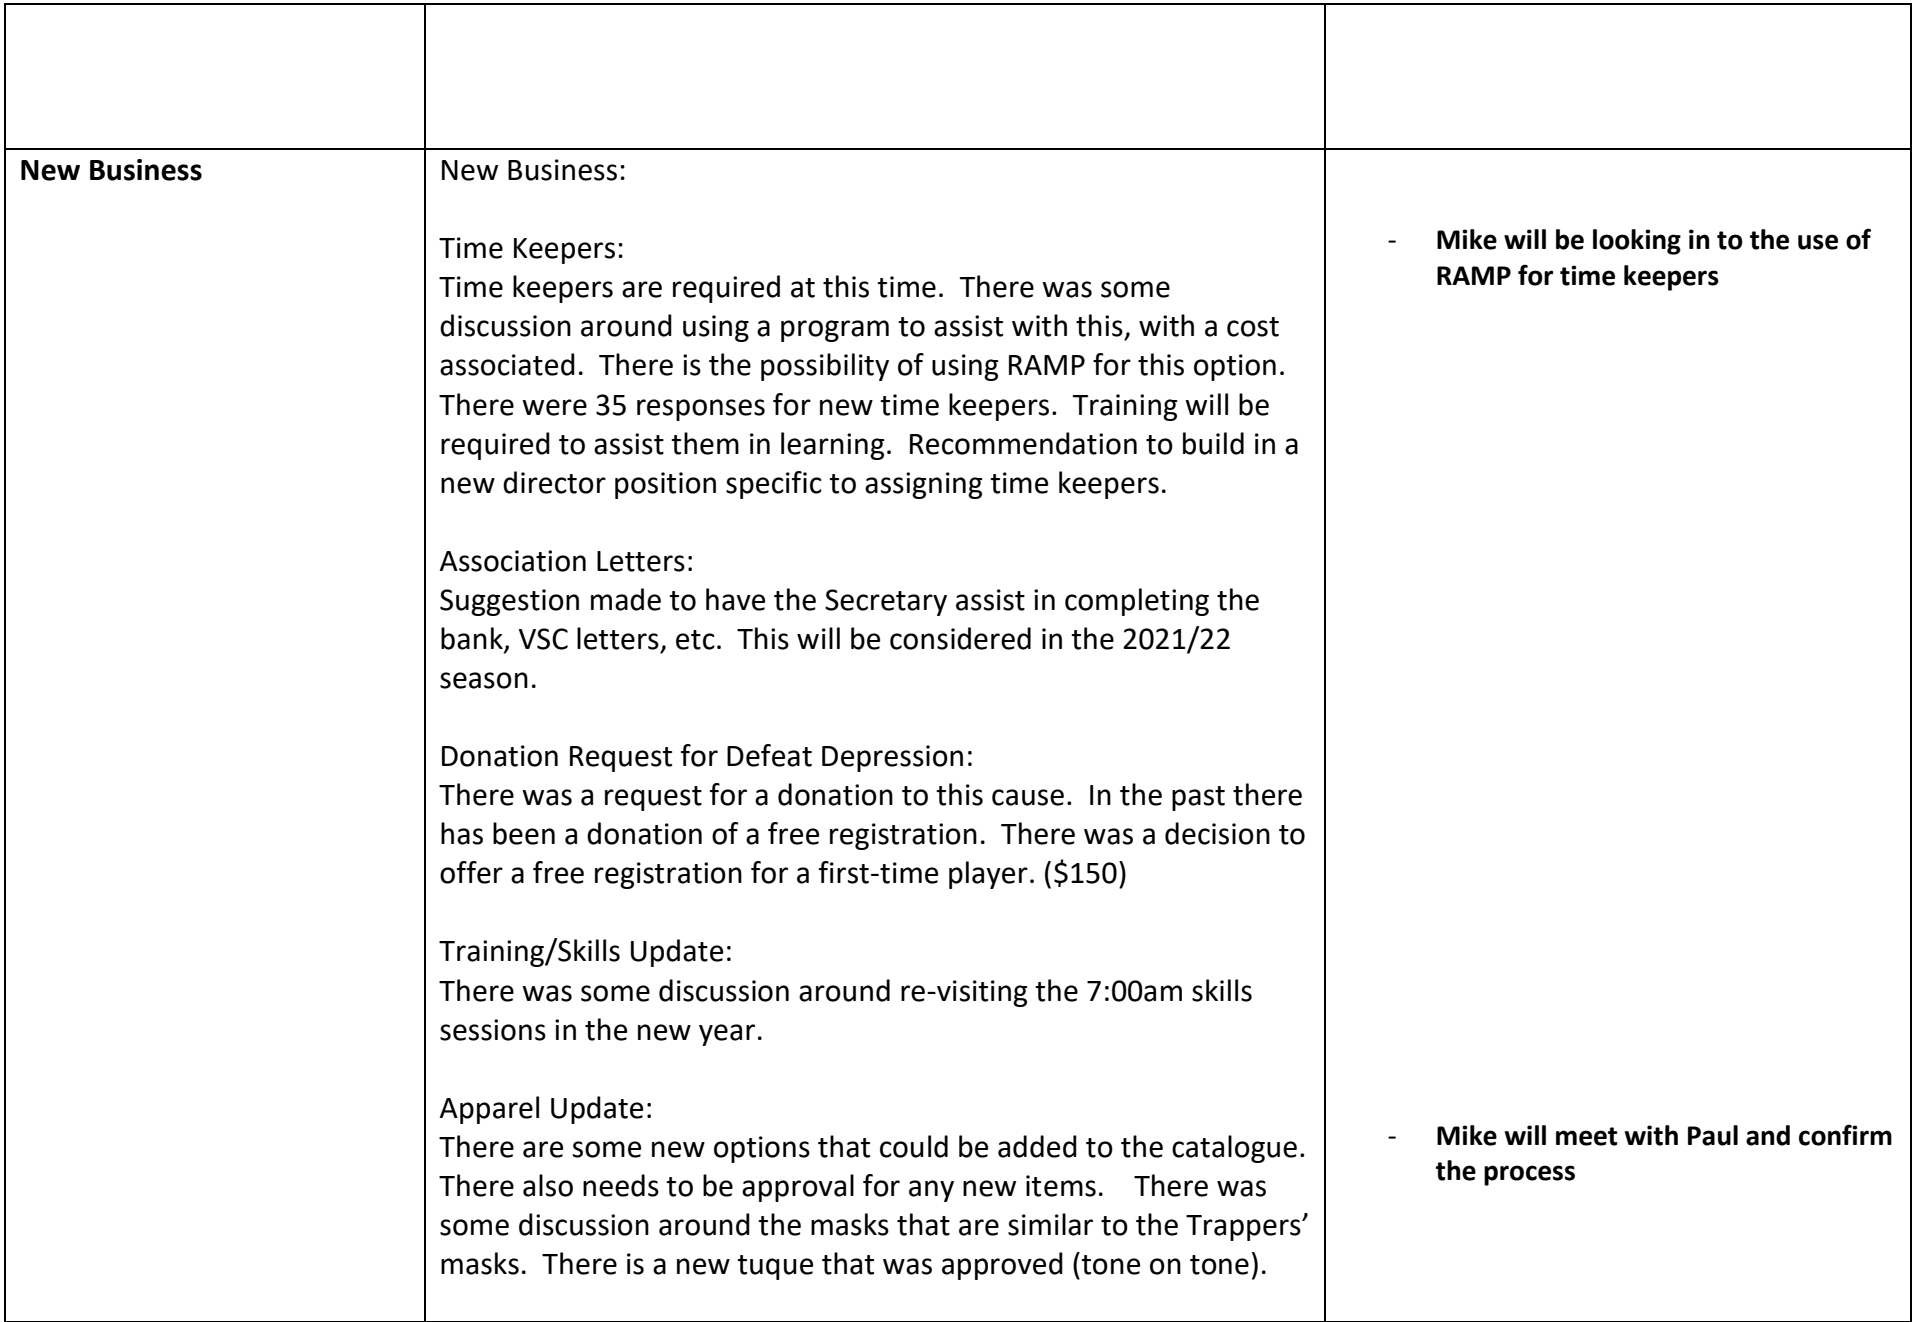 New Business
New Business:
Time Keepers:
Time keepers are required at this time.  There was some
discussion around using a program to assist with this, with a cost
associated.  There is the possibility of using RAMP for this option.
There were 35 responses for new time keepers.  Training will be
required to assist them in learning.  Recommendation to build in a
new director position specific to assigning time keepers.
Association Letters:
Suggestion made to have the Secretary assist in completing the
bank, VSC letters, etc.  This will be considered in the 2021/22
season.
Donation Request for Defeat Depression:
There was a request for a donation to this cause.  In the past there
has been a donation of a free registration.  There was a decision to
offer a free registration for a first-time player. ($150)
Training/Skills Update:
There was some discussion around re-visiting the 7:00am skills
sessions in the new year.
Apparel Update:
There are some new options that could be added to the catalogue.
There also needs to be approval for any new items.    There was
some discussion around the masks that are similar to the Trappers’
masks.  There is a new tuque that was approved (tone on tone).
- Mike will be looking in to the use of
RAMP for time keepers
- Mike will meet with Paul and confirm
the process